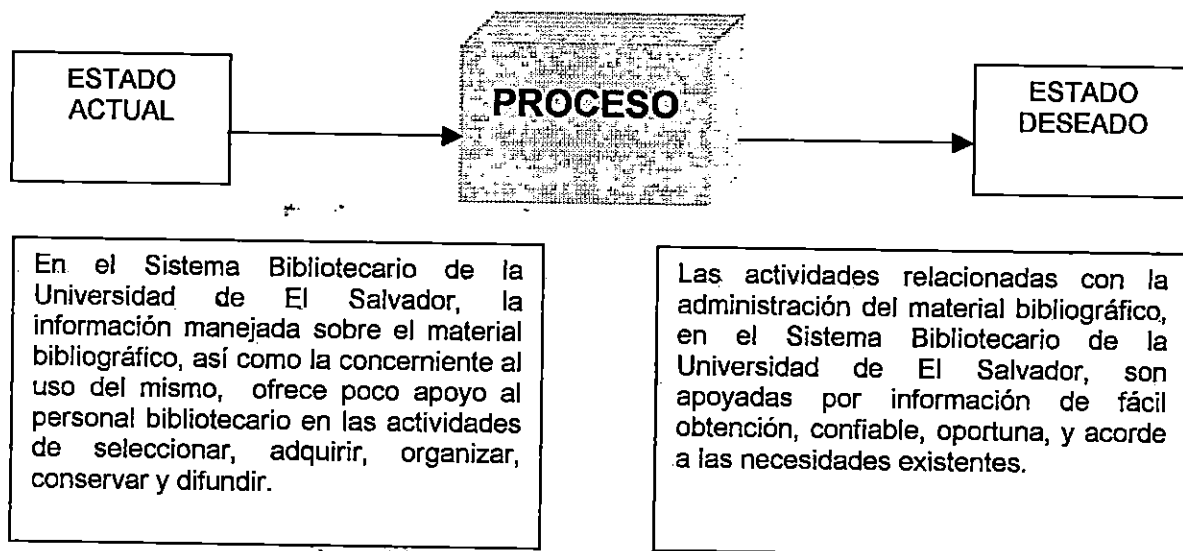 ESTADO
ACTUAL
PROCESO
ESTADO
DESEADO
En el Sistema Bibliotecario de la
Universidad de El Salvador, la
información manejada sobre el material
bibliográfico, así como la concerniente al
uso del mismo, ofrece poco apoyo al
personal bibliotecario en las actividades
de seleccionar, adquirir, organizar,
conservar y difundir.
Las actividades relacionadas con la
administración del material bibliográfico,
en el Sistema Bibliotecario de la
Universidad de El Salvador, son
apoyadas por información de fácil
obtención, confiable, oportuna, y acorde
a las necesidades existentes.